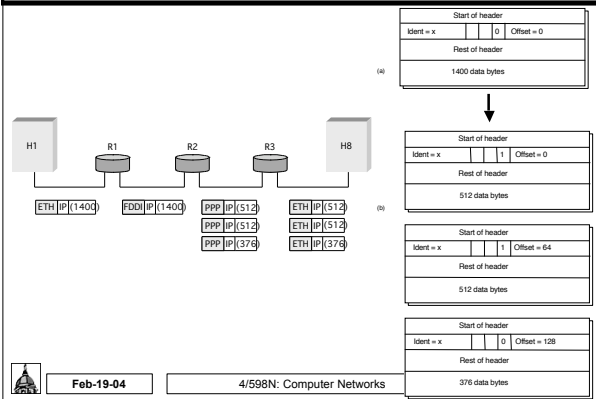 Start of header
Ident = x 0 Offset = 0
Rest of header
(a) 1400 data bytes
H1 R1 R2 R3 H8
ETH IP (1400) FDDI IP (1400) PPP IP (512) ETH IP (512)
PPP IP (512) ETH IP (512)
PPP IP (376) ETH IP (376)
(b)
Start of header
Ident = x 1 Offset = 0
Rest of header
512 data bytes
Start of header
Ident = x 1 Offset = 64
Rest of header
512 data bytes
Start of header
Ident = x 0 Offset = 128
Rest of header
376 data bytes
Feb-19-04 4/598N: Computer Networks